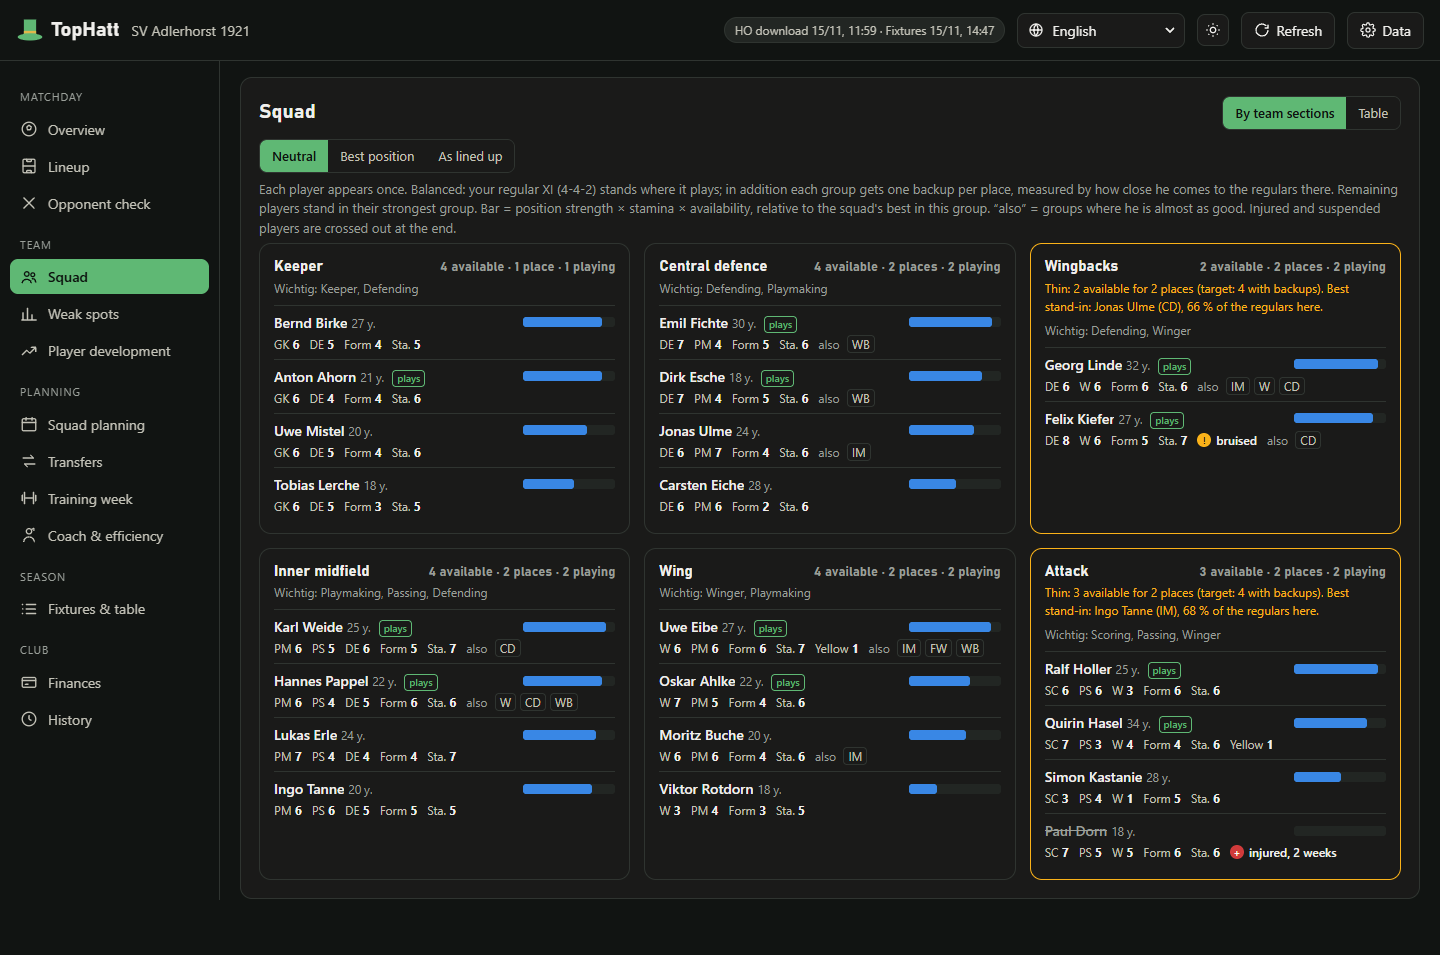 TopHatt SV Adlerhorst 1921
HO download 15/11, 11:59 · Fixtures 15/11, 14:47
English
Refresh
Data
MATCHDAY
Overview
Lineup
Opponent check
TEAM
Squad
Weak spots
Player development
PLANNING
Squad planning
Transfers
Training week
Coach & efficiency
SEASON
Fixtures & table
CLUB
Finances
History
Squad
By team sections Table
Neutral Best position As lined up
Each player appears once. Balanced: your regular XI (4-4-2) stands where it plays; in addition each group gets one backup per place, measured by how close he comes to the regulars there. Remaining
players stand in their strongest group. Bar = position strength × stamina × availability, relative to the squad's best in this group. "also" = groups where he is almost as good. Injured and suspended
players are crossed out at the end.
Keeper 4 available · 1 place · 1 playing
Wichtig: Keeper, Defending
Bernd Birke 27 y.
GK 6 DE 5 Form 4 Sta. 5
Anton Ahorn 21 y. plays
GK 6 DE 4 Form 4 Sta. 6
Uwe Mistel 20 y.
GK 6 DE 5 Form 4 Sta. 6
Tobias Lerche 18 y.
GK 6 DE 5 Form 3 Sta. 5
Central defence 4 available · 2 places · 2 playing
Wichtig: Defending, Playmaking
Emil Fichte 30 y. plays
DE 7 PM 4 Form 5 Sta. 6 also WB
Dirk Esche 18 y. plays
DE 7 PM 4 Form 5 Sta. 6 also WB
Jonas Ulme 24 y.
DE 6 PM 7 Form 4 Sta. 6 also IM
Carsten Eiche 28 y.
DE 6 PM 6 Form 2 Sta. 6
Wingbacks 2 available · 2 places · 2 playing
Thin: 2 available for 2 places (target: 4 with backups). Best
stand-in: Jonas Ulme (CD), 66 % of the regulars here.
Wichtig: Defending, Winger
Georg Linde 32 y. plays
DE 6 W 6 Form 6 Sta. 6 also IM W CD
Felix Kiefer 27 y. plays
DE 8 W 6 Form 5 Sta. 7 ! bruised also CD
Inner midfield 4 available · 2 places · 2 playing
Wichtig: Playmaking, Passing, Defending
Karl Weide 25 y. plays
PM 6 PS 5 DE 6 Form 5 Sta. 7 also CD
Hannes Pappel 22 y. plays
PM 6 PS 4 DE 5 Form 6 Sta. 6 also W CD WB
Lukas Erle 24 y.
PM 7 PS 4 DE 4 Form 4 Sta. 7
Ingo Tanne 20 y.
PM 6 PS 6 DE 5 Form 5 Sta. 5
Wing 4 available · 2 places · 2 playing
Wichtig: Winger, Playmaking
Uwe Eibe 27 y. plays
W 6 PM 6 Form 6 Sta. 7 Yellow 1 also IM FW WB
Oskar Ahlke 22 y. plays
W 7 PM 5 Form 4 Sta. 6
Moritz Buche 20 y.
W 6 PM 6 Form 4 Sta. 6 also IM
Viktor Rotdorn 18 y.
W 3 PM 4 Form 3 Sta. 5
Attack 3 available · 2 places · 2 playing
Thin: 3 available for 2 places (target: 4 with backups). Best
stand-in: Ingo Tanne (IM), 68 % of the regulars here.
Wichtig: Scoring, Passing, Winger
Ralf Holler 25 y. plays
SC 6 PS 6 W 3 Form 6 Sta. 6
Quirin Hasel 34 y. plays
SC 7 PS 3 W 4 Form 4 Sta. 6 Yellow 1
Simon Kastanie 28 y.
SC 3 PS 4 W 1 Form 5 Sta. 6
Paul Dorn 18 y.
SC 7 PS 5 W 5 Form 6 Sta. 6 + injured, 2 weeks